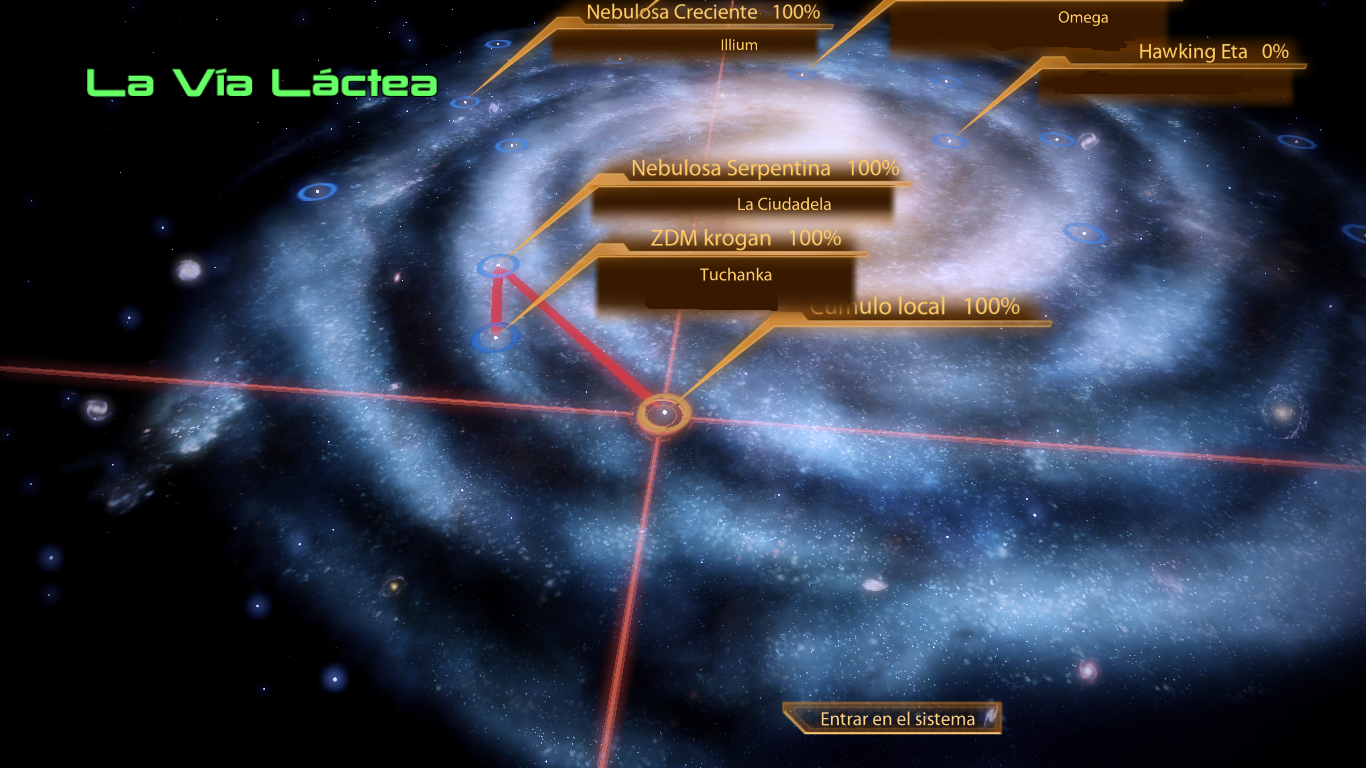 Nebulosa Creciente 100%
Illium
Omega
Hawking Eta 0%
La Vía Láctea
Nebulosa Serpentina 100%
La Ciudadela
ZDM krogan 100%
Tuchanka
Cúmulo local 100%
Entrar en el sistema